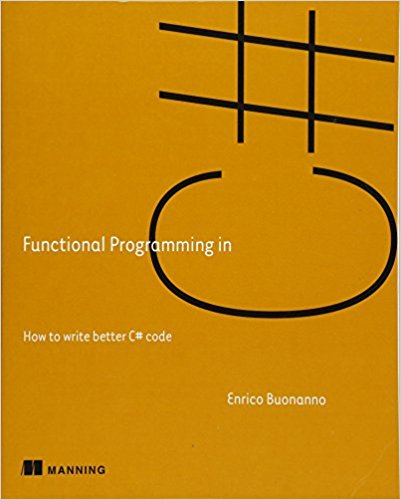 Functional Programming in C#
How to write better C# code
Enrico Buonanno
MANNING